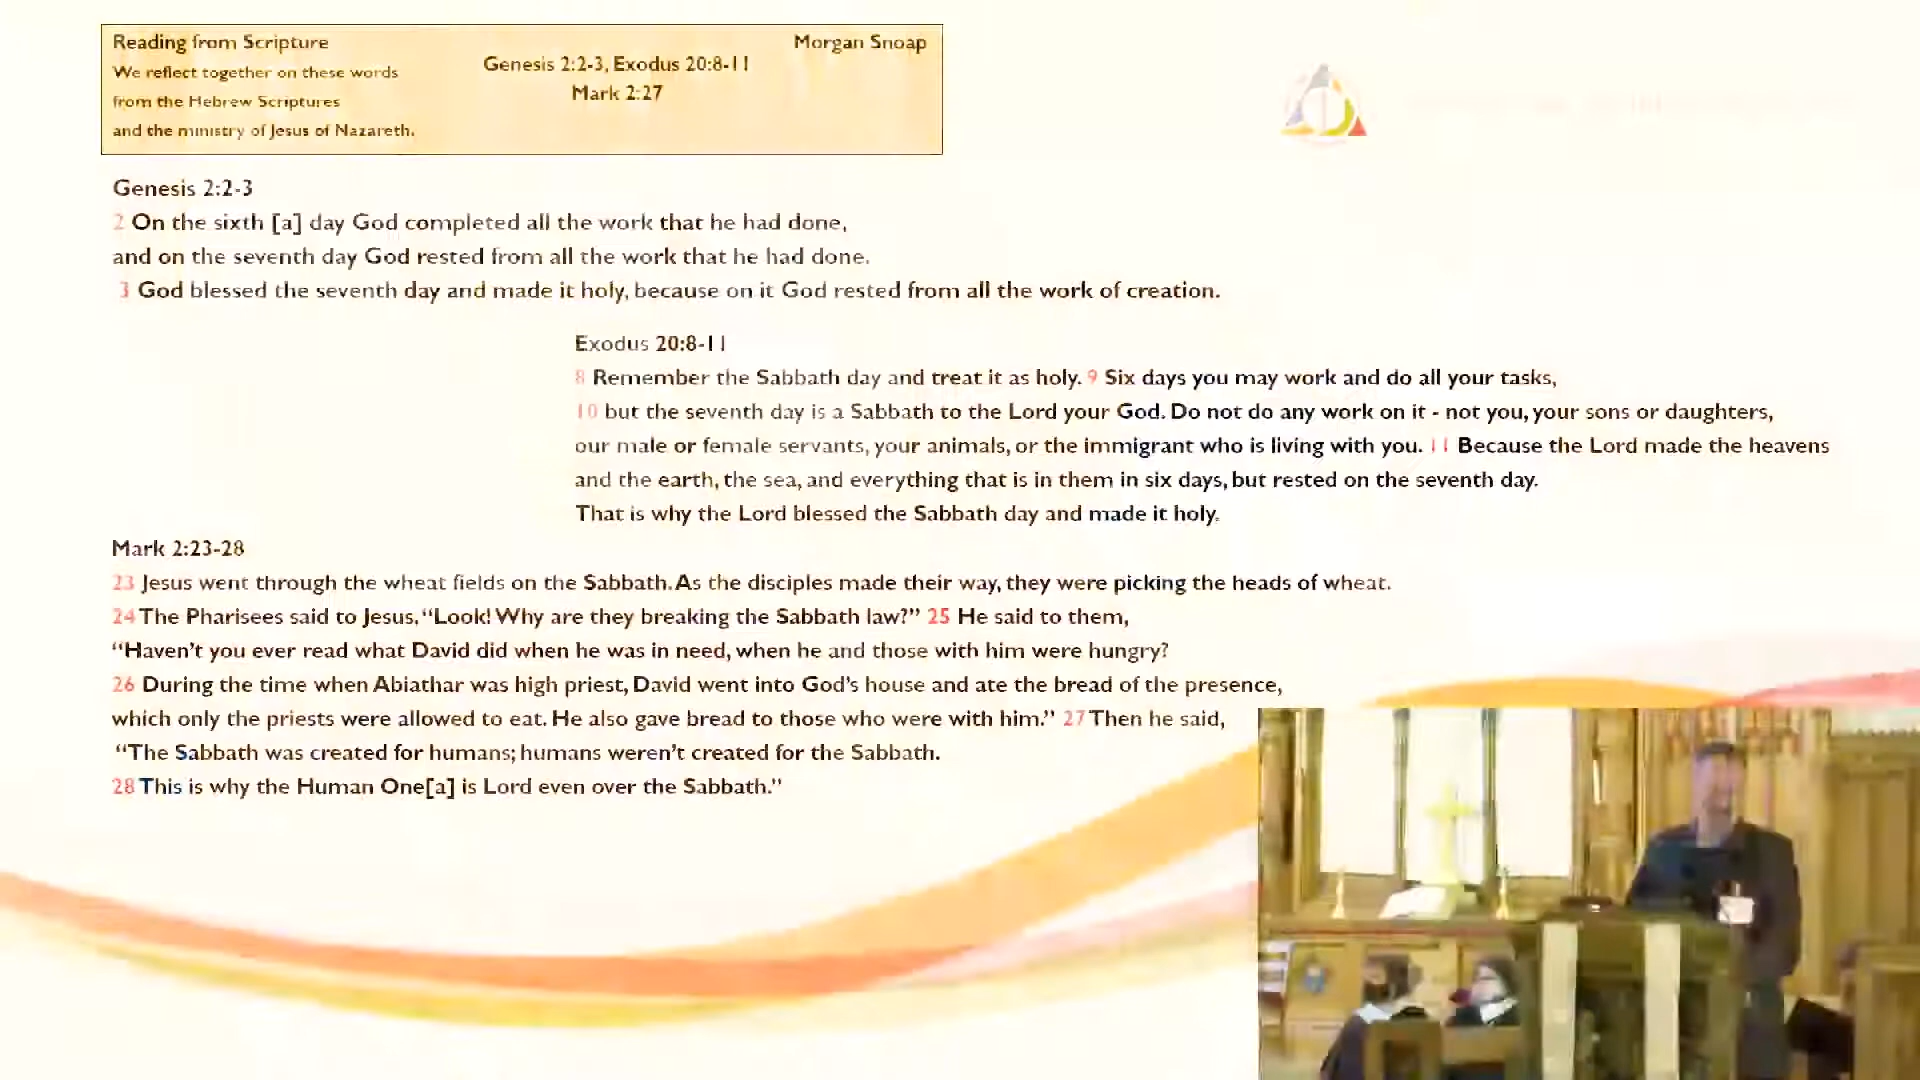 Reading from Scripture
Morgan Snoap
We reflect together on these words
from the Hebrew Scriptures
and the ministry of Jesus of Nazareth.
Genesis 2:2-3, Exodus 20:8-11
Mark 2:27
Genesis 2:2-3
2 On the sixth [a] day God completed all the work that he had done,
and on the seventh day God rested from all the work that he had done.
3 God blessed the seventh day and made it holy, because on it God rested from all the work of creation.
Exodus 20:8-11
8 Remember the Sabbath day and treat it as holy. 9 Six days you may work and do all your tasks,
10 but the seventh day is a Sabbath to the Lord your God. Do not do any work on it - not you, your sons or daughters,
our male or female servants, your animals, or the immigrant who is living with you. 11 Because the Lord made the heavens
and the earth, the sea, and everything that is in them in six days, but rested on the seventh day.
That is why the Lord blessed the Sabbath day and made it holy.
Mark 2:23-28
23 Jesus went through the wheat fields on the Sabbath. As the disciples made their way, they were picking the heads of wheat.
24 The Pharisees said to Jesus, “Look! Why are they breaking the Sabbath law?” 25 He said to them,
“Haven’t you ever read what David did when he was in need, when he and those with him were hungry?
26 During the time when Abiathar was high priest, David went into God’s house and ate the bread of the presence,
which only the priests were allowed to eat. He also gave bread to those who were with him.” 27 Then he said,
“The Sabbath was created for humans; humans weren’t created for the Sabbath.
28 This is why the Human One[a] is Lord even over the Sabbath.”